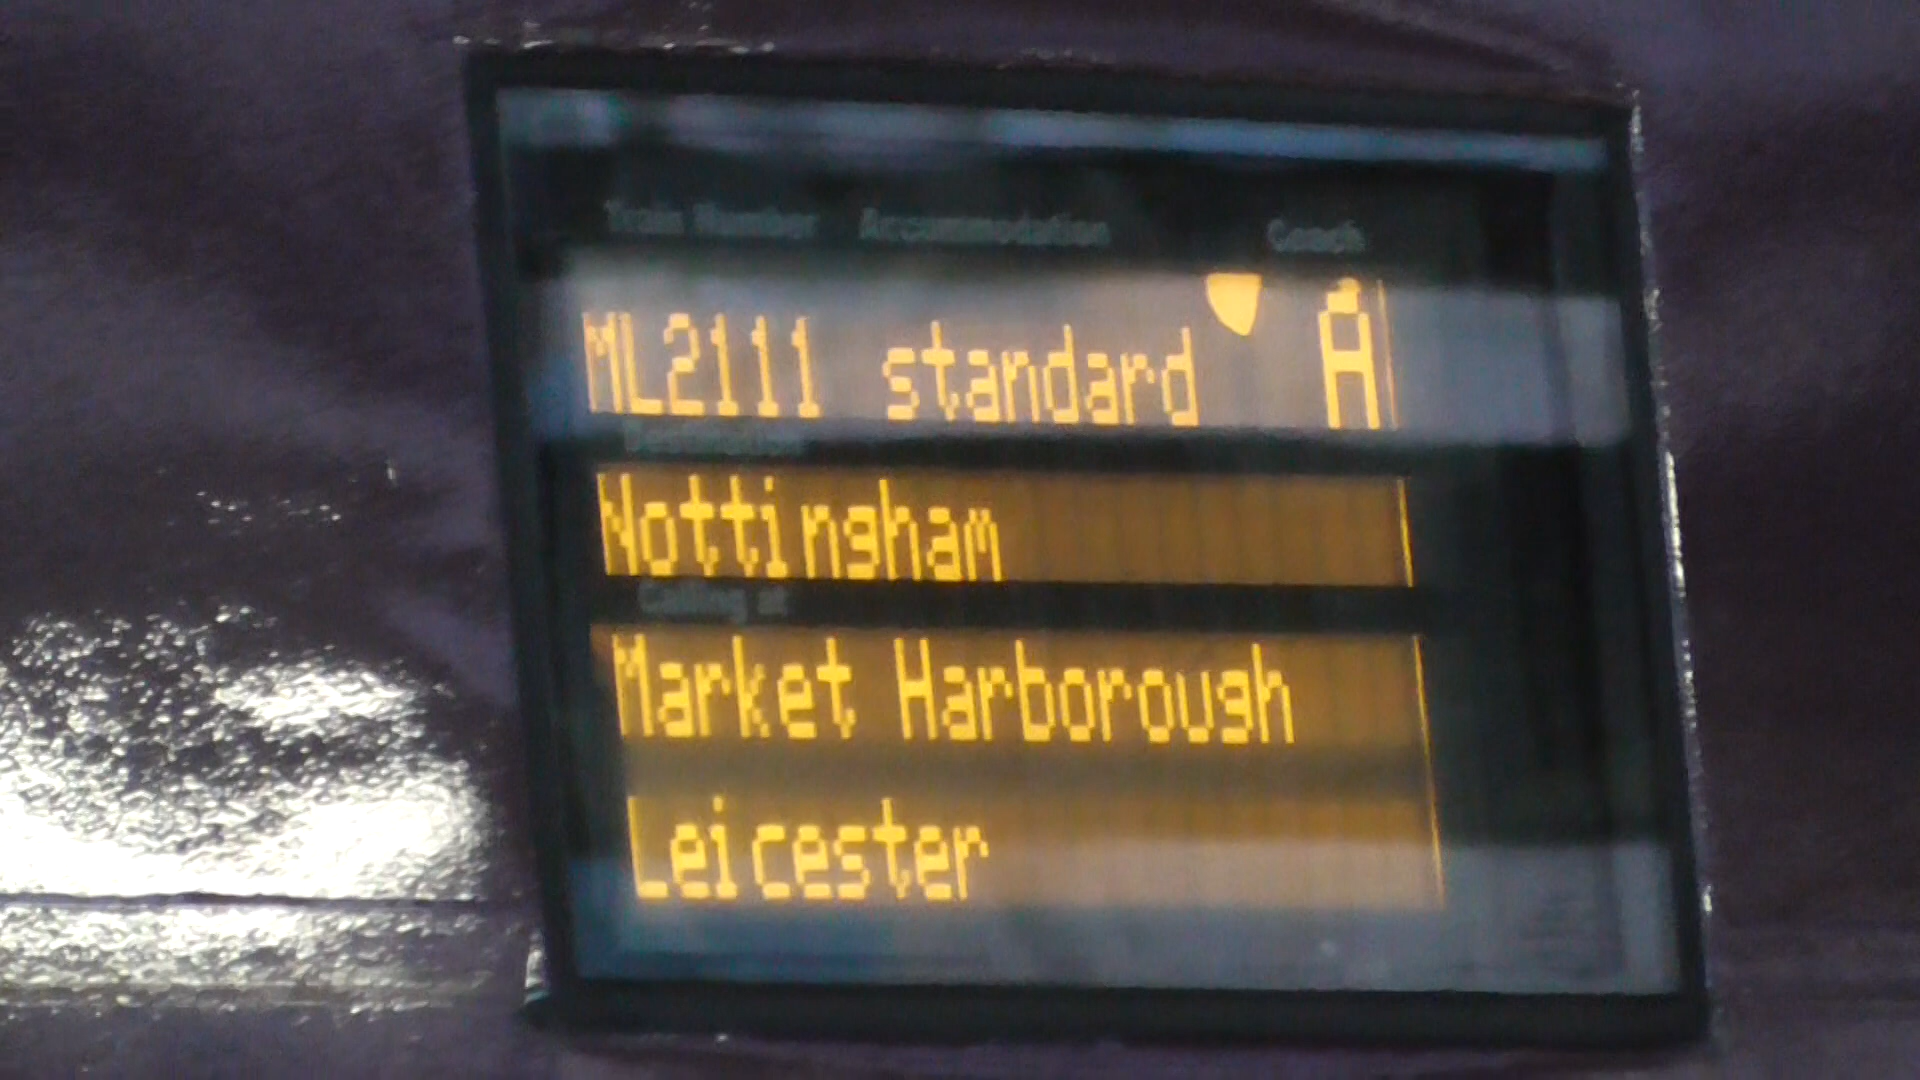 Train Number Accommodation Coach
ML2111 standard A
Destination
Nottingham
Calling at
Market Harborough
Leicester